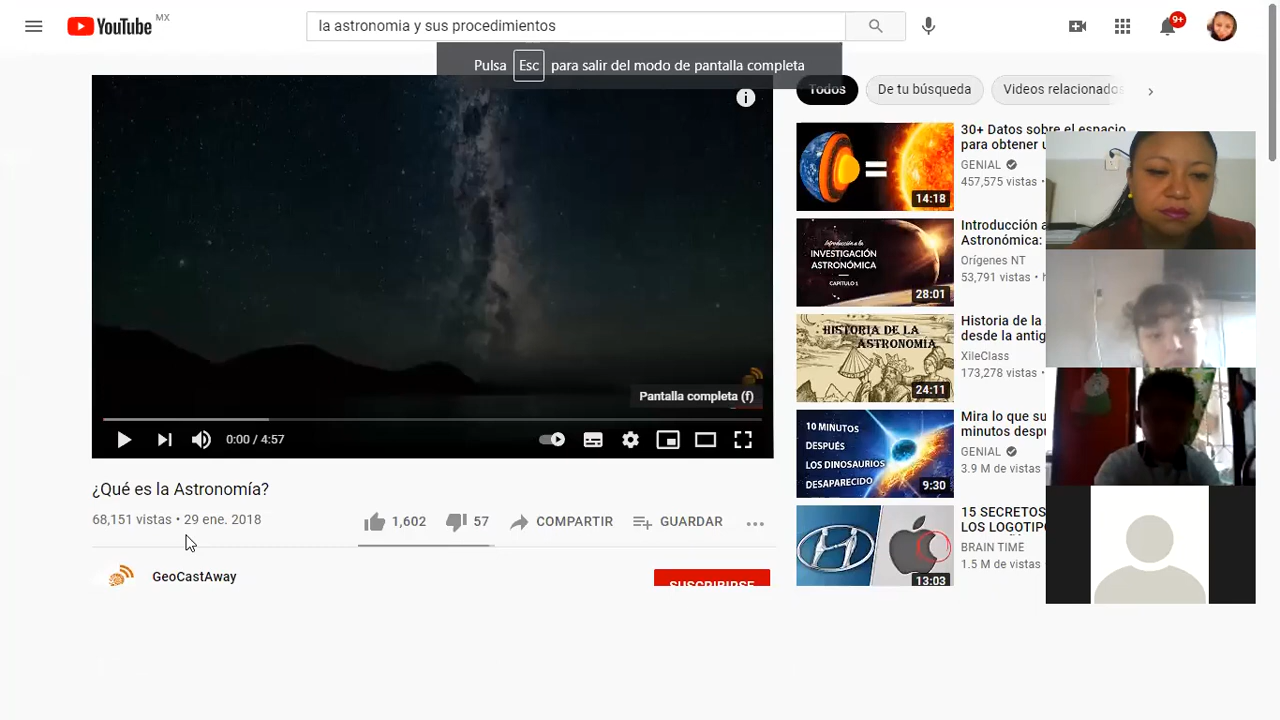 YouTube MX
la astronomia y sus procedimientos
9+
Pulsa Esc para salir del modo de pantalla completa
Todos
De tu búsqueda
Videos relacionados
i
Pantalla completa (f)
0:00 / 4:57
¿Qué es la Astronomía?
68,151 vistas • 29 ene. 2018
1,602
57
COMPARTIR
GUARDAR
GeoCastAway
SUSCRIBIRSE
14:18
30+ Datos sobre el espacio
para obtener
GENIAL
457,575 vistas •
Introducción a la
INVESTIGACIÓN
ASTRONÓMICA
CAPITULO 1
28:01
Introducción a
Astronómica:
Orígenes NT
53,791 vistas •
HISTORIA DE LA
ASTRONOMÍA
24:11
Historia de la
desde la antig
XileClass
173,278 vistas •
10 MINUTOS
DESPUÉS
LOS DINOSAURIOS
DESAPARECIDO
9:30
Mira lo que su
minutos despu
GENIAL
3.9 M de vistas
13:03
15 SECRETOS
LOS LOGOTIPO
BRAIN TIME
1.5 M de vistas